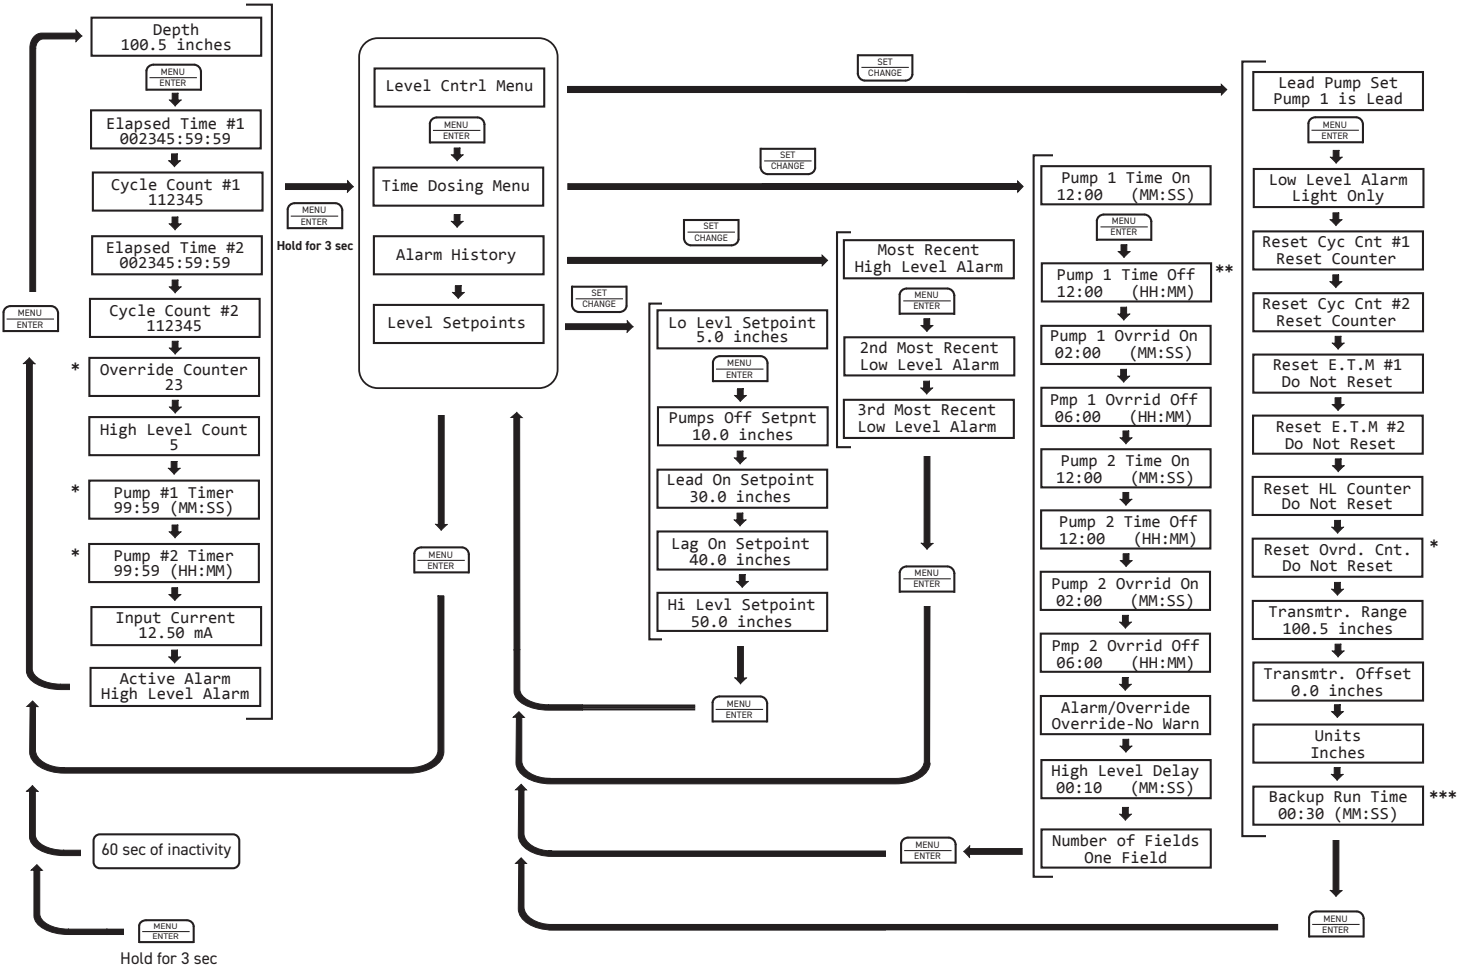 Depth
100.5 inches
MENU
ENTER
Elapsed Time #1
002345:59:59
Cycle Count #1
112345
Elapsed Time #2
002345:59:59
Cycle Count #2
112345
*
Override Counter
23
High Level Count
5
*
Pump #1 Timer
99:59 (MM:SS)
*
Pump #2 Timer
99:59 (HH:MM)
Input Current
12.50 mA
Active Alarm
High Level Alarm
MENU
ENTER
60 sec of inactivity
MENU
ENTER
Hold for 3 sec
MENU
ENTER
Hold for 3 sec
Level Cntrl Menu
MENU
ENTER
Time Dosing Menu
Alarm History
Level Setpoints
MENU
ENTER
SET
CHANGE
Lo Levl Setpoint
5.0 inches
MENU
ENTER
Pumps Off Setpnt
10.0 inches
Lead On Setpoint
30.0 inches
Lag On Setpoint
40.0 inches
Hi Levl Setpoint
50.0 inches
MENU
ENTER
SET
CHANGE
Most Recent
High Level Alarm
MENU
ENTER
2nd Most Recent
Low Level Alarm
3rd Most Recent
Low Level Alarm
MENU
ENTER
SET
CHANGE
Pump 1 Time On
12:00 (MM:SS)
MENU
ENTER
Pump 1 Time Off
12:00 (HH:MM)
**
Pump 1 Ovrrid On
02:00 (MM:SS)
Pmp 1 Ovrrid Off
06:00 (HH:MM)
Pump 2 Time On
12:00 (MM:SS)
Pump 2 Time Off
12:00 (HH:MM)
Pump 2 Ovrrid On
02:00 (MM:SS)
Pmp 2 Ovrrid Off
06:00 (HH:MM)
Alarm/Override
Override-No Warn
High Level Delay
00:10 (MM:SS)
Number of Fields
One Field
MENU
ENTER
SET
CHANGE
Lead Pump Set
Pump 1 is Lead
MENU
ENTER
Low Level Alarm
Light Only
Reset Cyc Cnt #1
Reset Counter
Reset Cyc Cnt #2
Reset Counter
Reset E.T.M #1
Do Not Reset
Reset E.T.M #2
Do Not Reset
Reset HL Counter
Do Not Reset
Reset Ovrd. Cnt.
Do Not Reset
*
Transmtr. Range
100.5 inches
Transmtr. Offset
0.0 inches
Units
Inches
Backup Run Time
00:30 (MM:SS)
***
MENU
ENTER